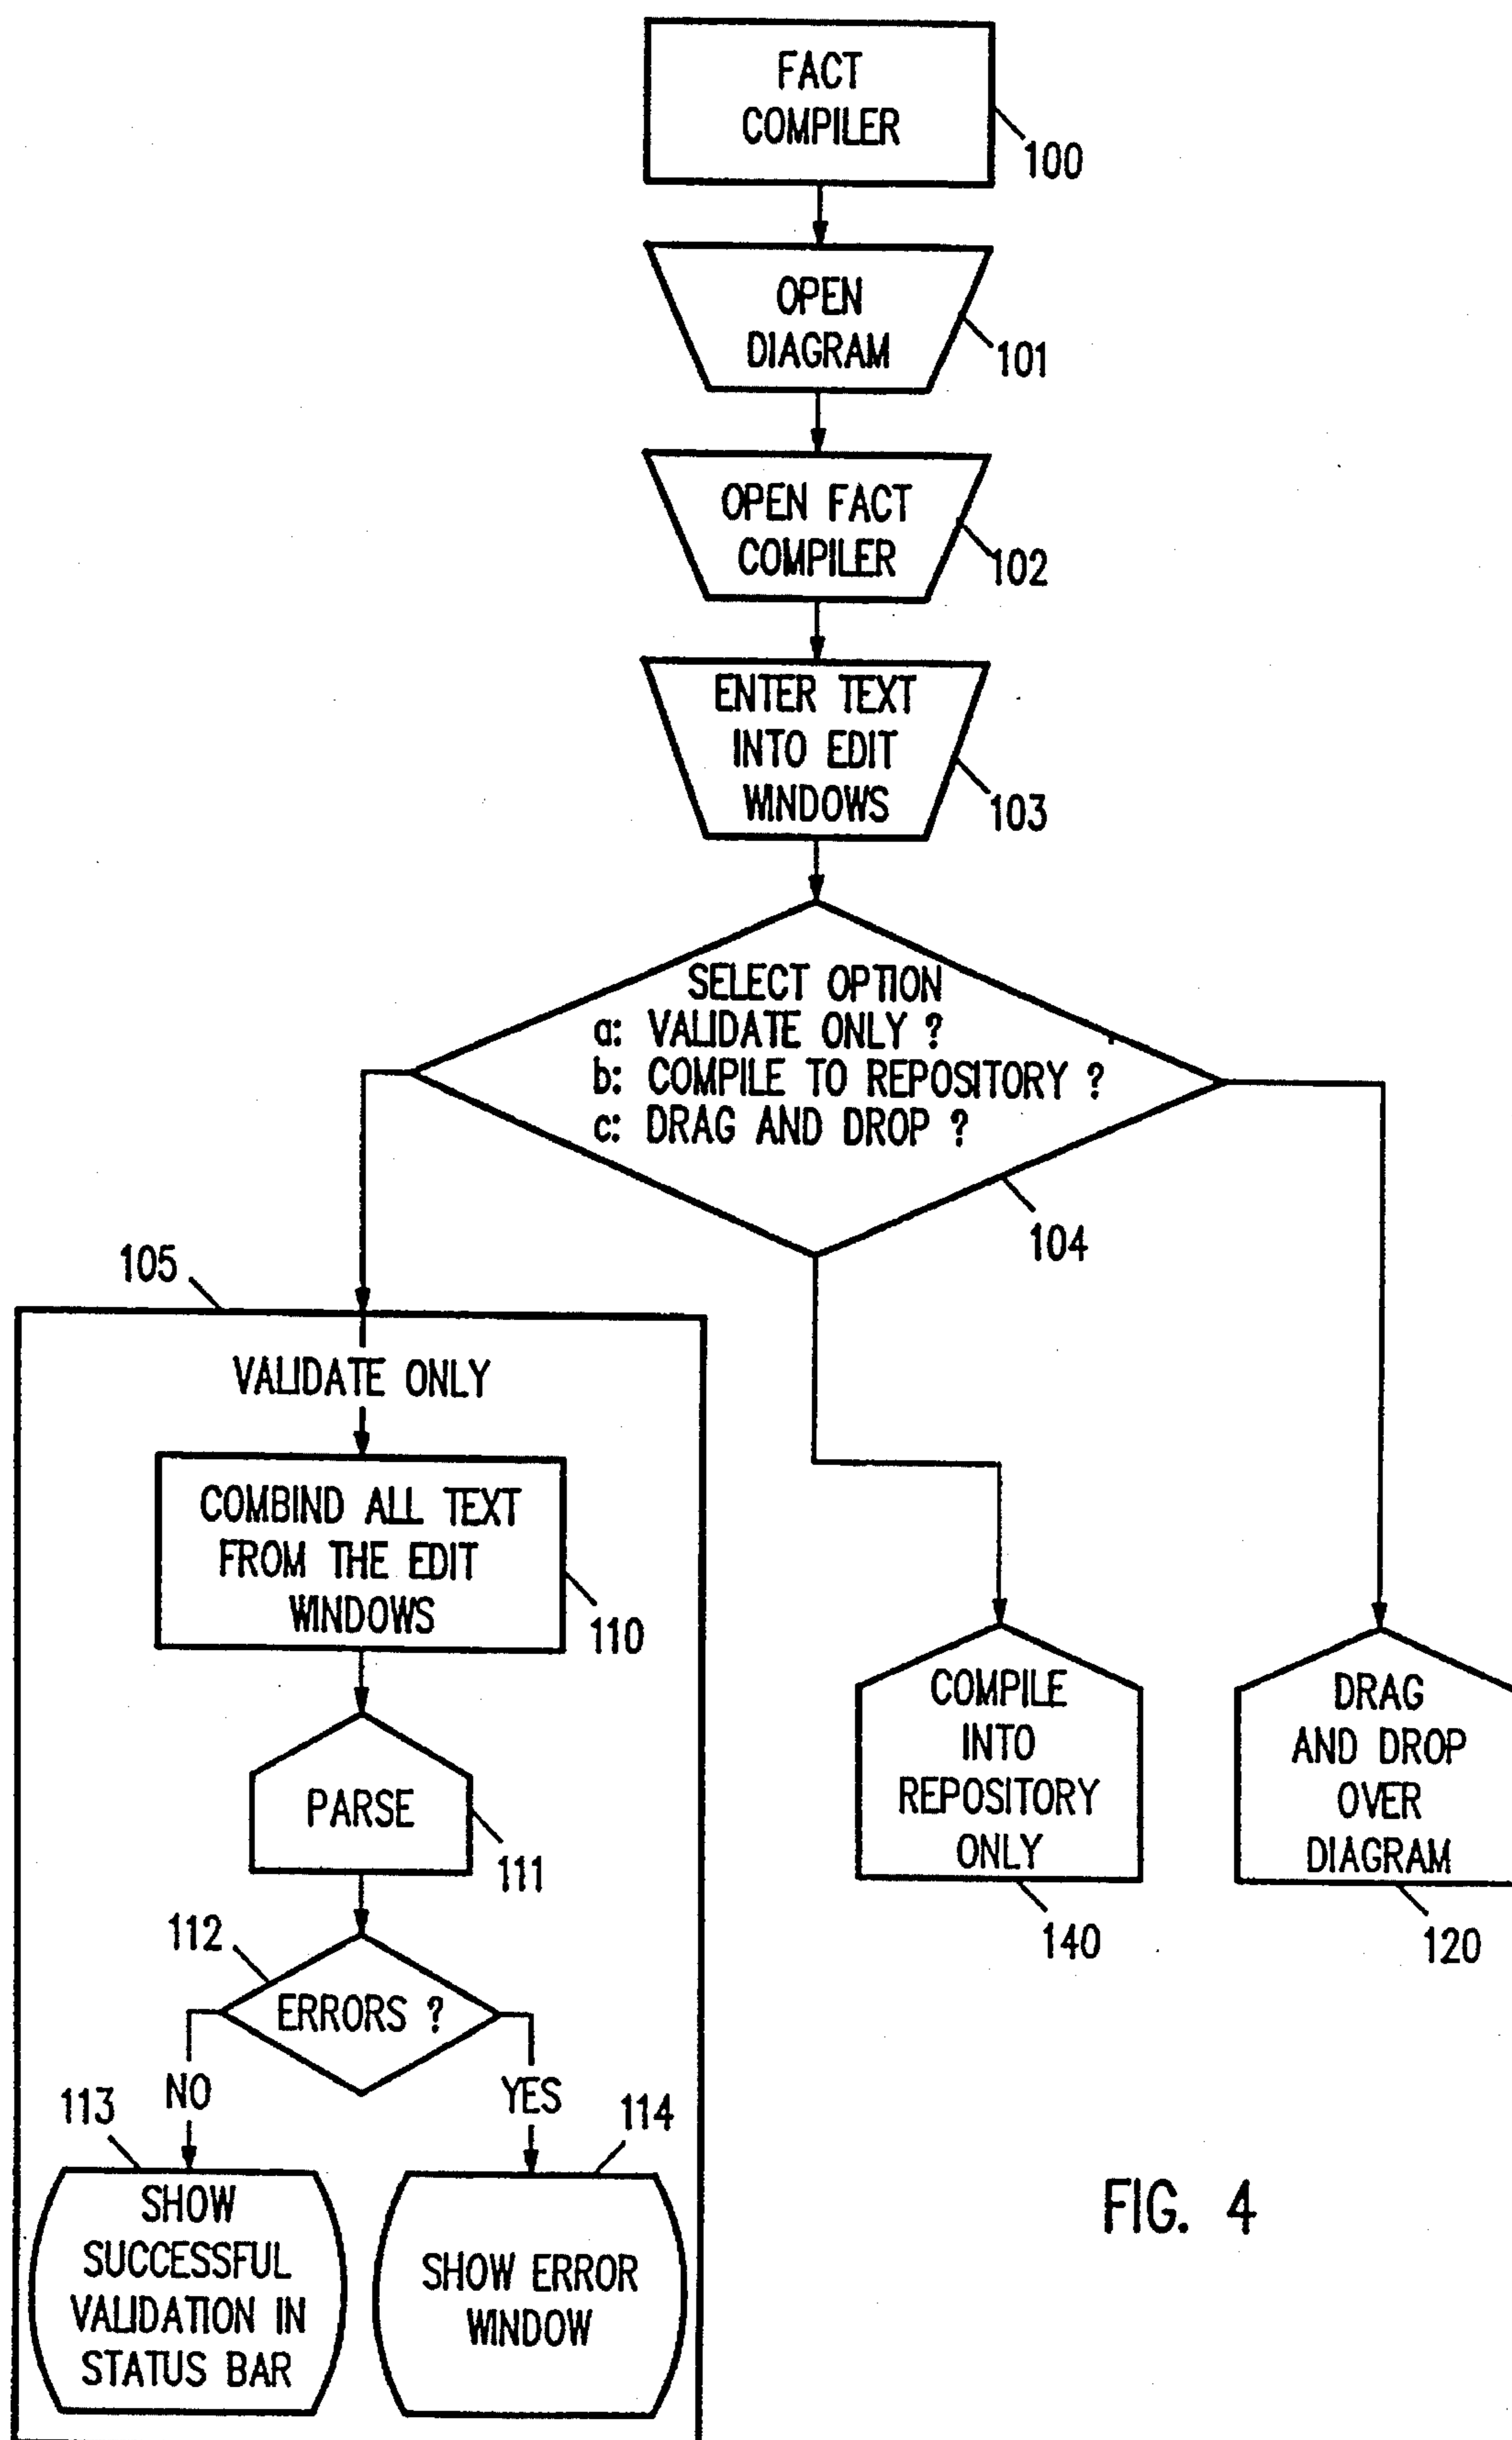 FACT
COMPILER
100
OPEN
DIAGRAM
101
OPEN FACT
COMPILER
102
ENTER TEXT
INTO EDIT
WINDOWS
103
SELECT OPTION
a: VALIDATE ONLY ?
b: COMPILE TO REPOSITORY ?
c: DRAG AND DROP ?
104
105
VALIDATE ONLY
COMBIND ALL TEXT
FROM THE EDIT
WINDOWS
110
PARSE
111
112
ERRORS ?
NO
YES
113
SHOW
SUCCESSFUL
VALIDATION IN
STATUS BAR
114
SHOW ERROR
WINDOW
COMPILE
INTO
REPOSITORY
ONLY
140
DRAG
AND DROP
OVER
DIAGRAM
120
FIG. 4